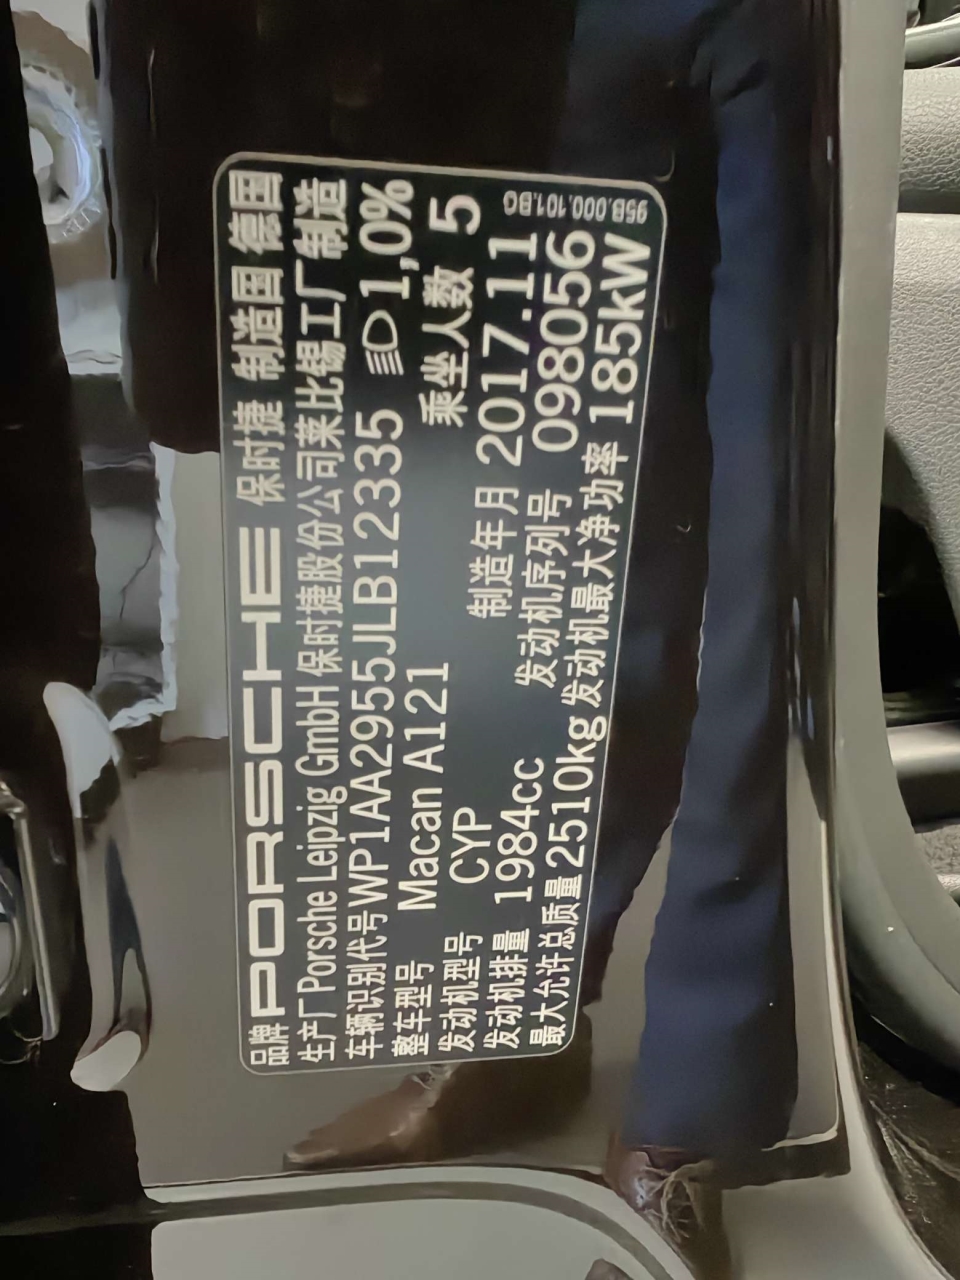 品牌 PORSCHE 保时捷 制造国 德国
生产厂 Porsche Leipzig GmbH 保时捷股份公司莱比锡工厂制造
车辆识别代号 WP1AA2955JLB12335 1,0%
整车型号 Macan A121 乘坐人数 5
发动机型号 CYP 制造年月 2017.11
发动机排量 1984cc 发动机序列号 098056
最大允许总质量 2510kg 发动机最大净功率 185kW
95B.000.101.BG